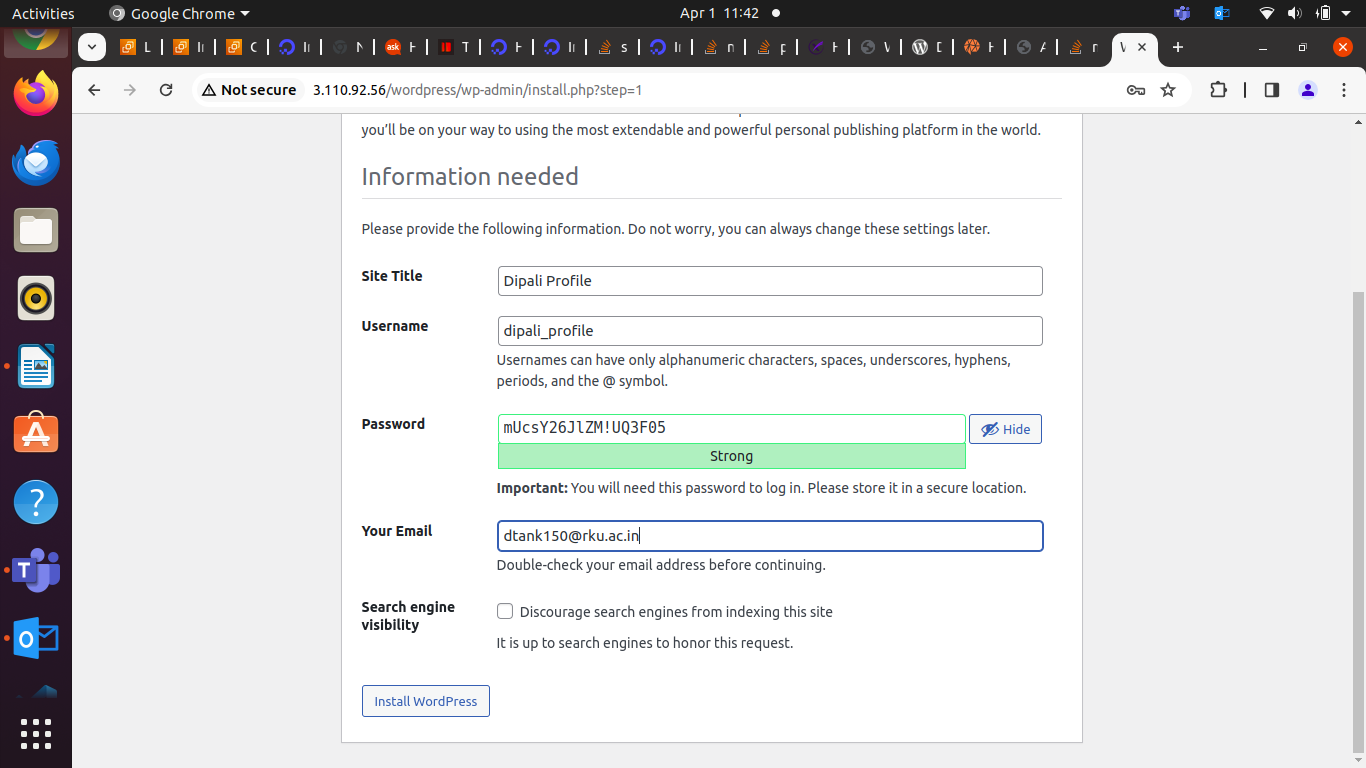 Activities
Google Chrome
Apr 1 11:42
Not secure
3.110.92.56/wordpress/wp-admin/install.php?step=1
you'll be on your way to using the most extendable and powerful personal publishing platform in the world.
Information needed
Please provide the following information. Do not worry, you can always change these settings later.
Site Title
Dipali Profile
Username
dipali_profile
Usernames can have only alphanumeric characters, spaces, underscores, hyphens,
periods, and the @ symbol.
Password
mUcsY26JlZM!UQ3F05
Hide
Strong
Important: You will need this password to log in. Please store it in a secure location.
Your Email
dtank150@rku.ac.in
Double-check your email address before continuing.
Search engine
visibility
Discourage search engines from indexing this site
It is up to search engines to honor this request.
Install WordPress